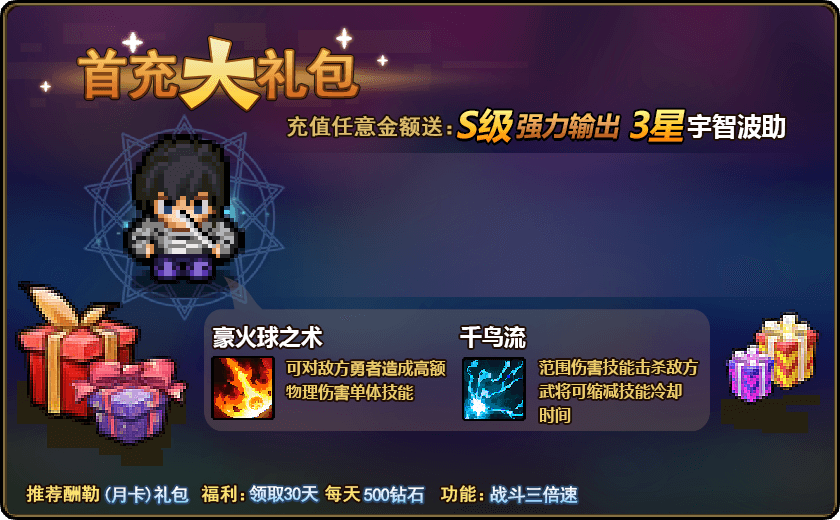 首充大礼包
充值任意金额送:S级强力输出 3星宇智波助
豪火球之术
可对敌方勇者造成高额
物理伤害单体技能
千鸟流
范围伤害技能击杀敌方
武将可缩减技能冷却
时间
推荐酬勒(月卡)礼包 福利:领取30天 每天500钻石 功能:战斗三倍速